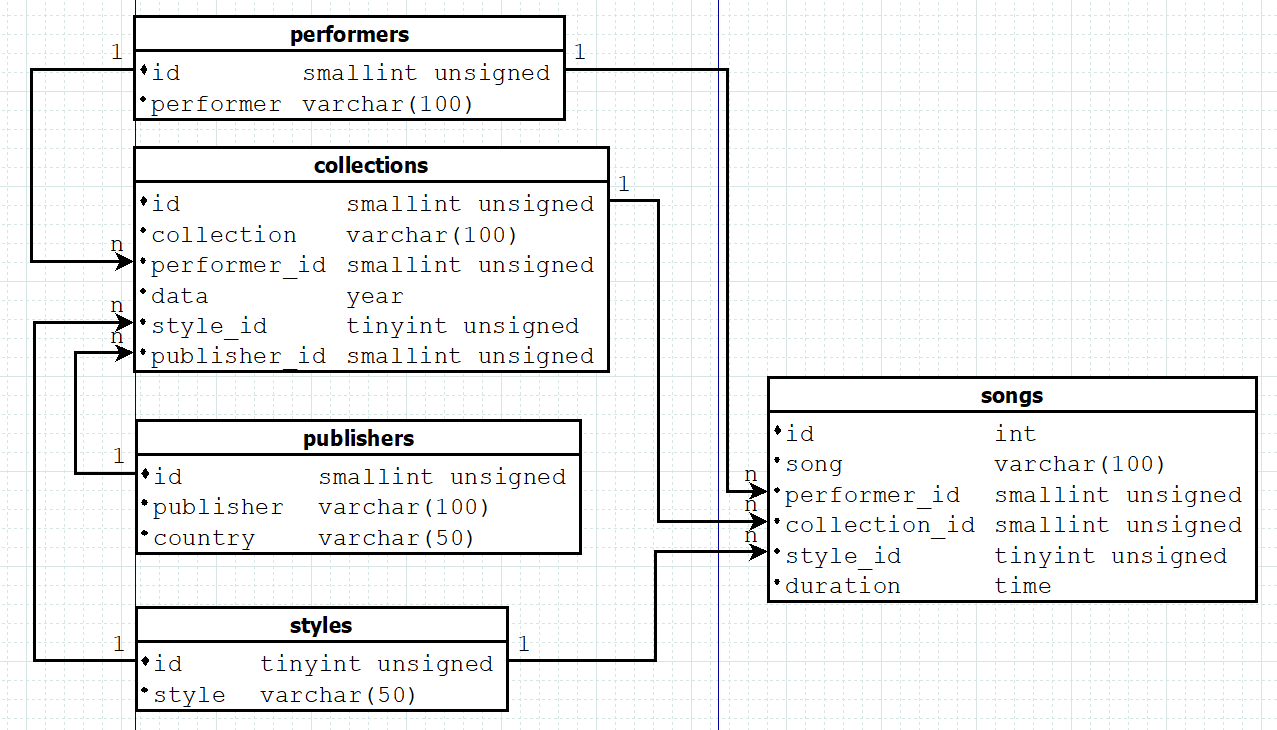 performers
1
1
id smallint unsigned
performer varchar(100)
collections
1
id smallint unsigned
collection varchar(100)
n
performer_id smallint unsigned
data year
n
style_id tinyint unsigned
n
publisher_id smallint unsigned
songs
publishers
id int
1
id smallint unsigned
song varchar(100)
n
performer_id smallint unsigned
publisher varchar(100)
n
collection_id smallint unsigned
country varchar(50)
n
style_id tinyint unsigned
duration time
styles
1
1
id tinyint unsigned
style varchar(50)